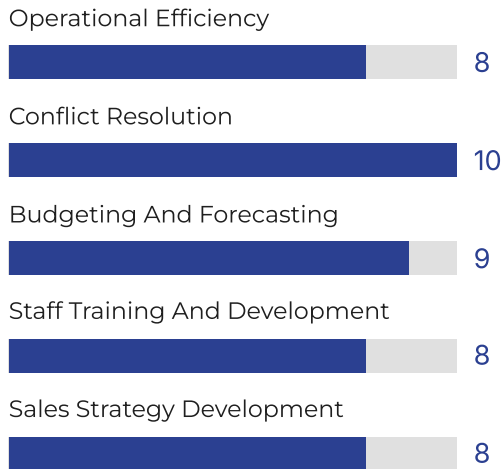 Operational Efficiency
8
Conflict Resolution
10
Budgeting And Forecasting
9
Staff Training And Development
8
Sales Strategy Development
8